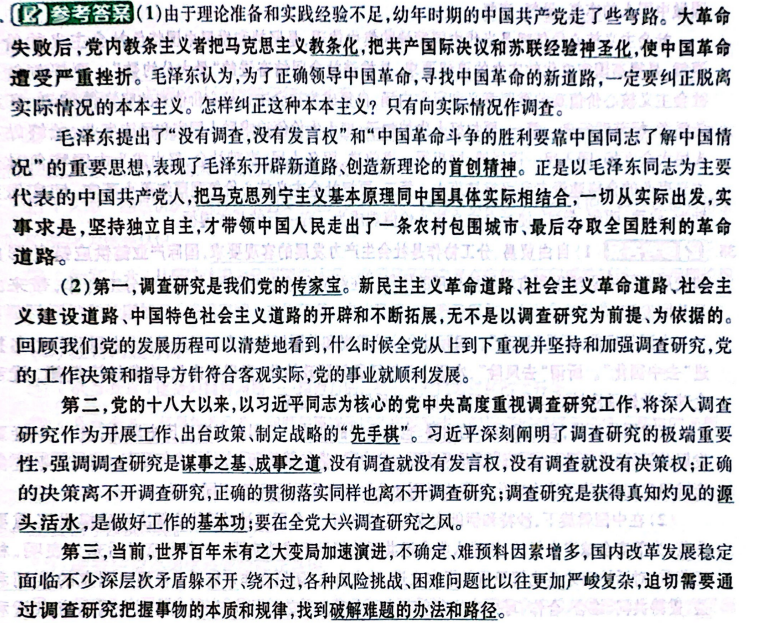 参考答案 (1)由于理论准备和实践经验不足,幼年时期的中国共产党走了些弯路。大革命
失败后,党内教条主义者把马克思主义教条化,把共产国际决议和苏联经验神圣化,使中国革命
遭受严重挫折。毛泽东认为,为了正确领导中国革命,寻找中国革命的新道路,一定要纠正脱离
实际情况的本本主义。怎样纠正这种本本主义?只有向实际情况作调查。
毛泽东提出了“没有调查,没有发言权”和“中国革命斗争的胜利要靠中国同志了解中国情
况”的重要思想,表现了毛泽东开辟新道路、创造新理论的首创精神。正是以毛泽东同志为主要
代表的中国共产党人,把马克思列宁主义基本原理同中国具体实际相结合,一切从实际出发,实
事求是,坚持独立自主,才带领中国人民走出了一条农村包围城市、最后夺取全国胜利的革命
道路。
(2)第一,调查研究是我们党的传家宝。新民主主义革命道路、社会主义革命道路、社会主
义建设道路、中国特色社会主义道路的开辟和不断拓展,无不是以调查研究为前提、为依据的。
回顾我们党的发展历程可以清楚地看到,什么时候全党从上到下重视并坚持和加强调查研究,党
的工作决策和指导方针符合客观实际,党的事业就顺利发展。
第二,党的十八大以来,以习近平同志为核心的党中央高度重视调查研究工作,将深入调查
研究作为开展工作、出台政策、制定战略的“先手棋”。习近平深刻阐明了调查研究的极端重要
性,强调调查研究是谋事之基、成事之道,没有调查就没有发言权,没有调查就没有决策权;正确
的决策离不开调查研究,正确的贯彻落实同样也离不开调查研究;调查研究是获得真知灼见的源
头活水,是做好工作的基本功;要在全党大兴调查研究之风。
第三,当前,世界百年未有之大变局加速演进,不确定、难预料因素增多,国内改革发展稳定
面临不少深层次矛盾躲不开、绕不过,各种风险挑战、困难问题比以往更加严峻复杂,迫切需要通
过调查研究把握事物的本质和规律,找到破解难题的办法和路径。